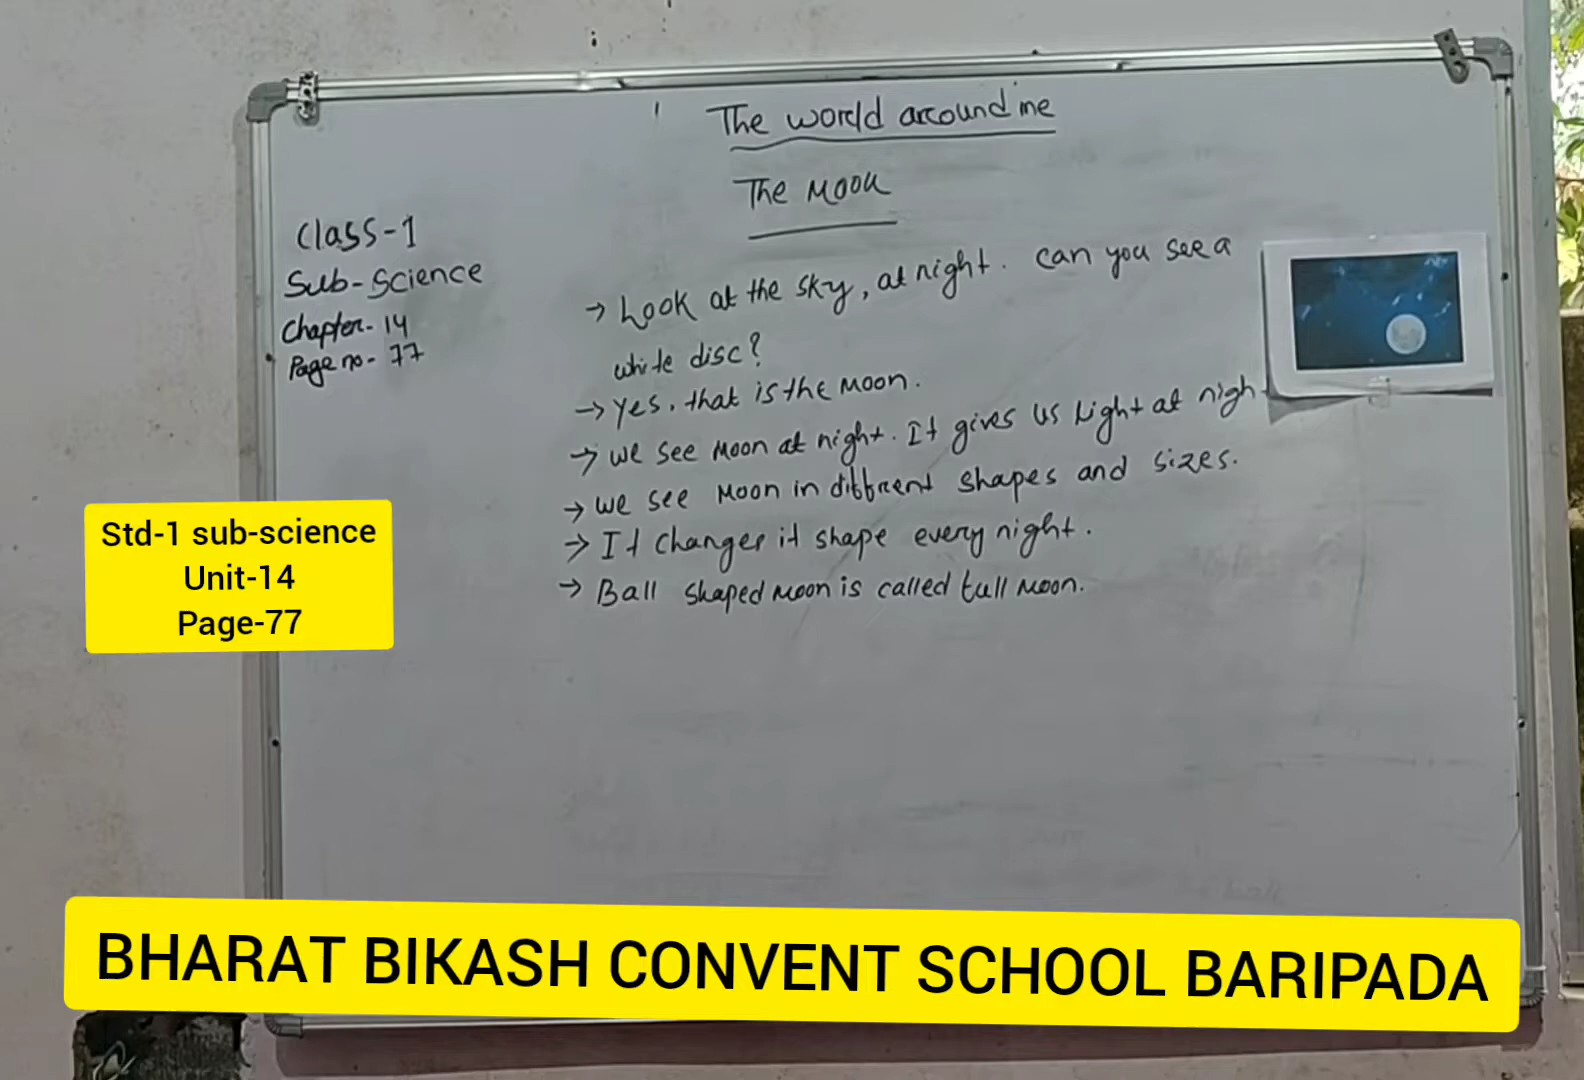 The world around me
The Moon
Class-1
Sub-Science
Chapter-14
Page no-77
→ Look at the sky, at night. can you see a
white disc?
→ Yes, that is the Moon.
→ we see Moon at night. It gives us Light at nigh
→ we see Moon in different shapes and sizes.
→ It changes it shape every night.
→ Ball shaped moon is called full Moon.
Std-1 sub-science
Unit-14
Page-77
BHARAT BIKASH CONVENT SCHOOL BARIPADA